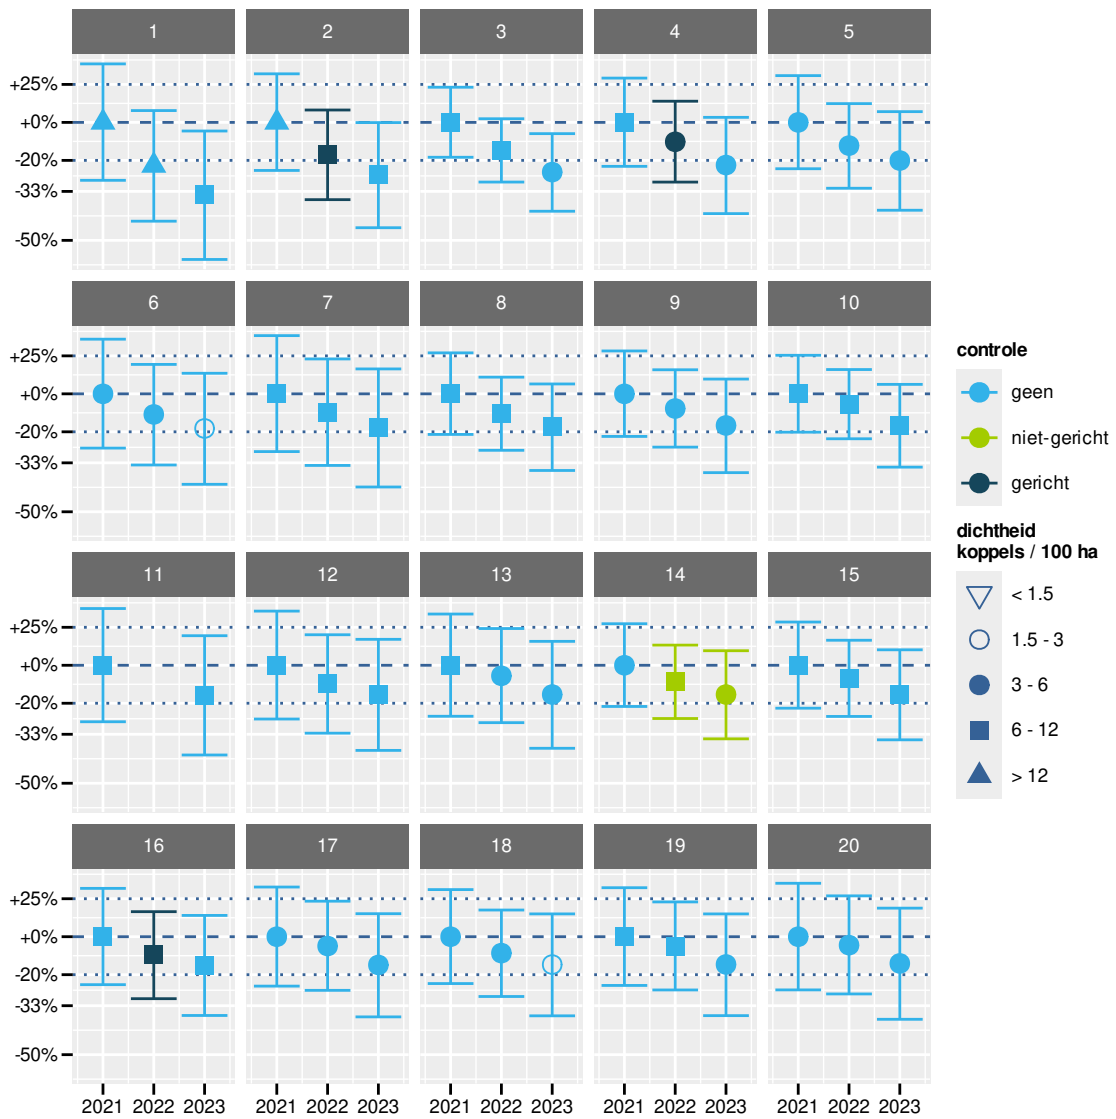 1 2 3 4 5
+25%
+0%
-20%
-33%
-50%
6 7 8 9 10
+25%
+0%
-20%
-33%
-50%
11 12 13 14 15
+25%
+0%
-20%
-33%
-50%
16 17 18 19 20
+25%
+0%
-20%
-33%
-50%
2021 2022 2023 2021 2022 2023 2021 2022 2023 2021 2022 2023 2021 2022 2023
controle
geen
niet-gericht
gericht
dichtheid
koppels / 100 ha
< 1.5
1.5 - 3
3 - 6
6 - 12
> 12